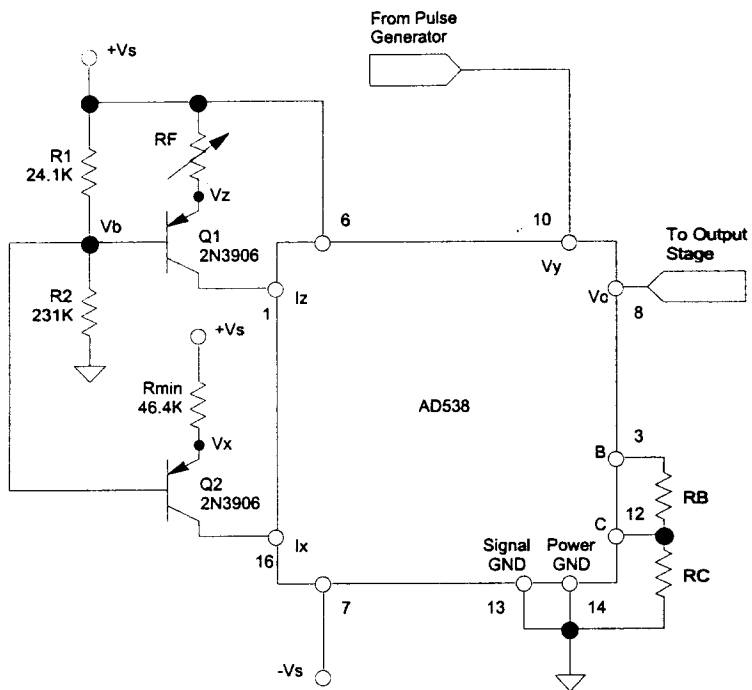 From Pulse
Generator
+Vs
RF
R1
24.1K
Vz
Vb
6
10
Q1
2N3906
To Output
Stage
Vy
R2
231K
Iz
Vo
1
8
+Vs
Rmin
46.4K
AD538
Vx
3
B
Q2
2N3906
RB
12
C
Ix
Signal
GND
Power
GND
16
RC
7
13
14
-Vs